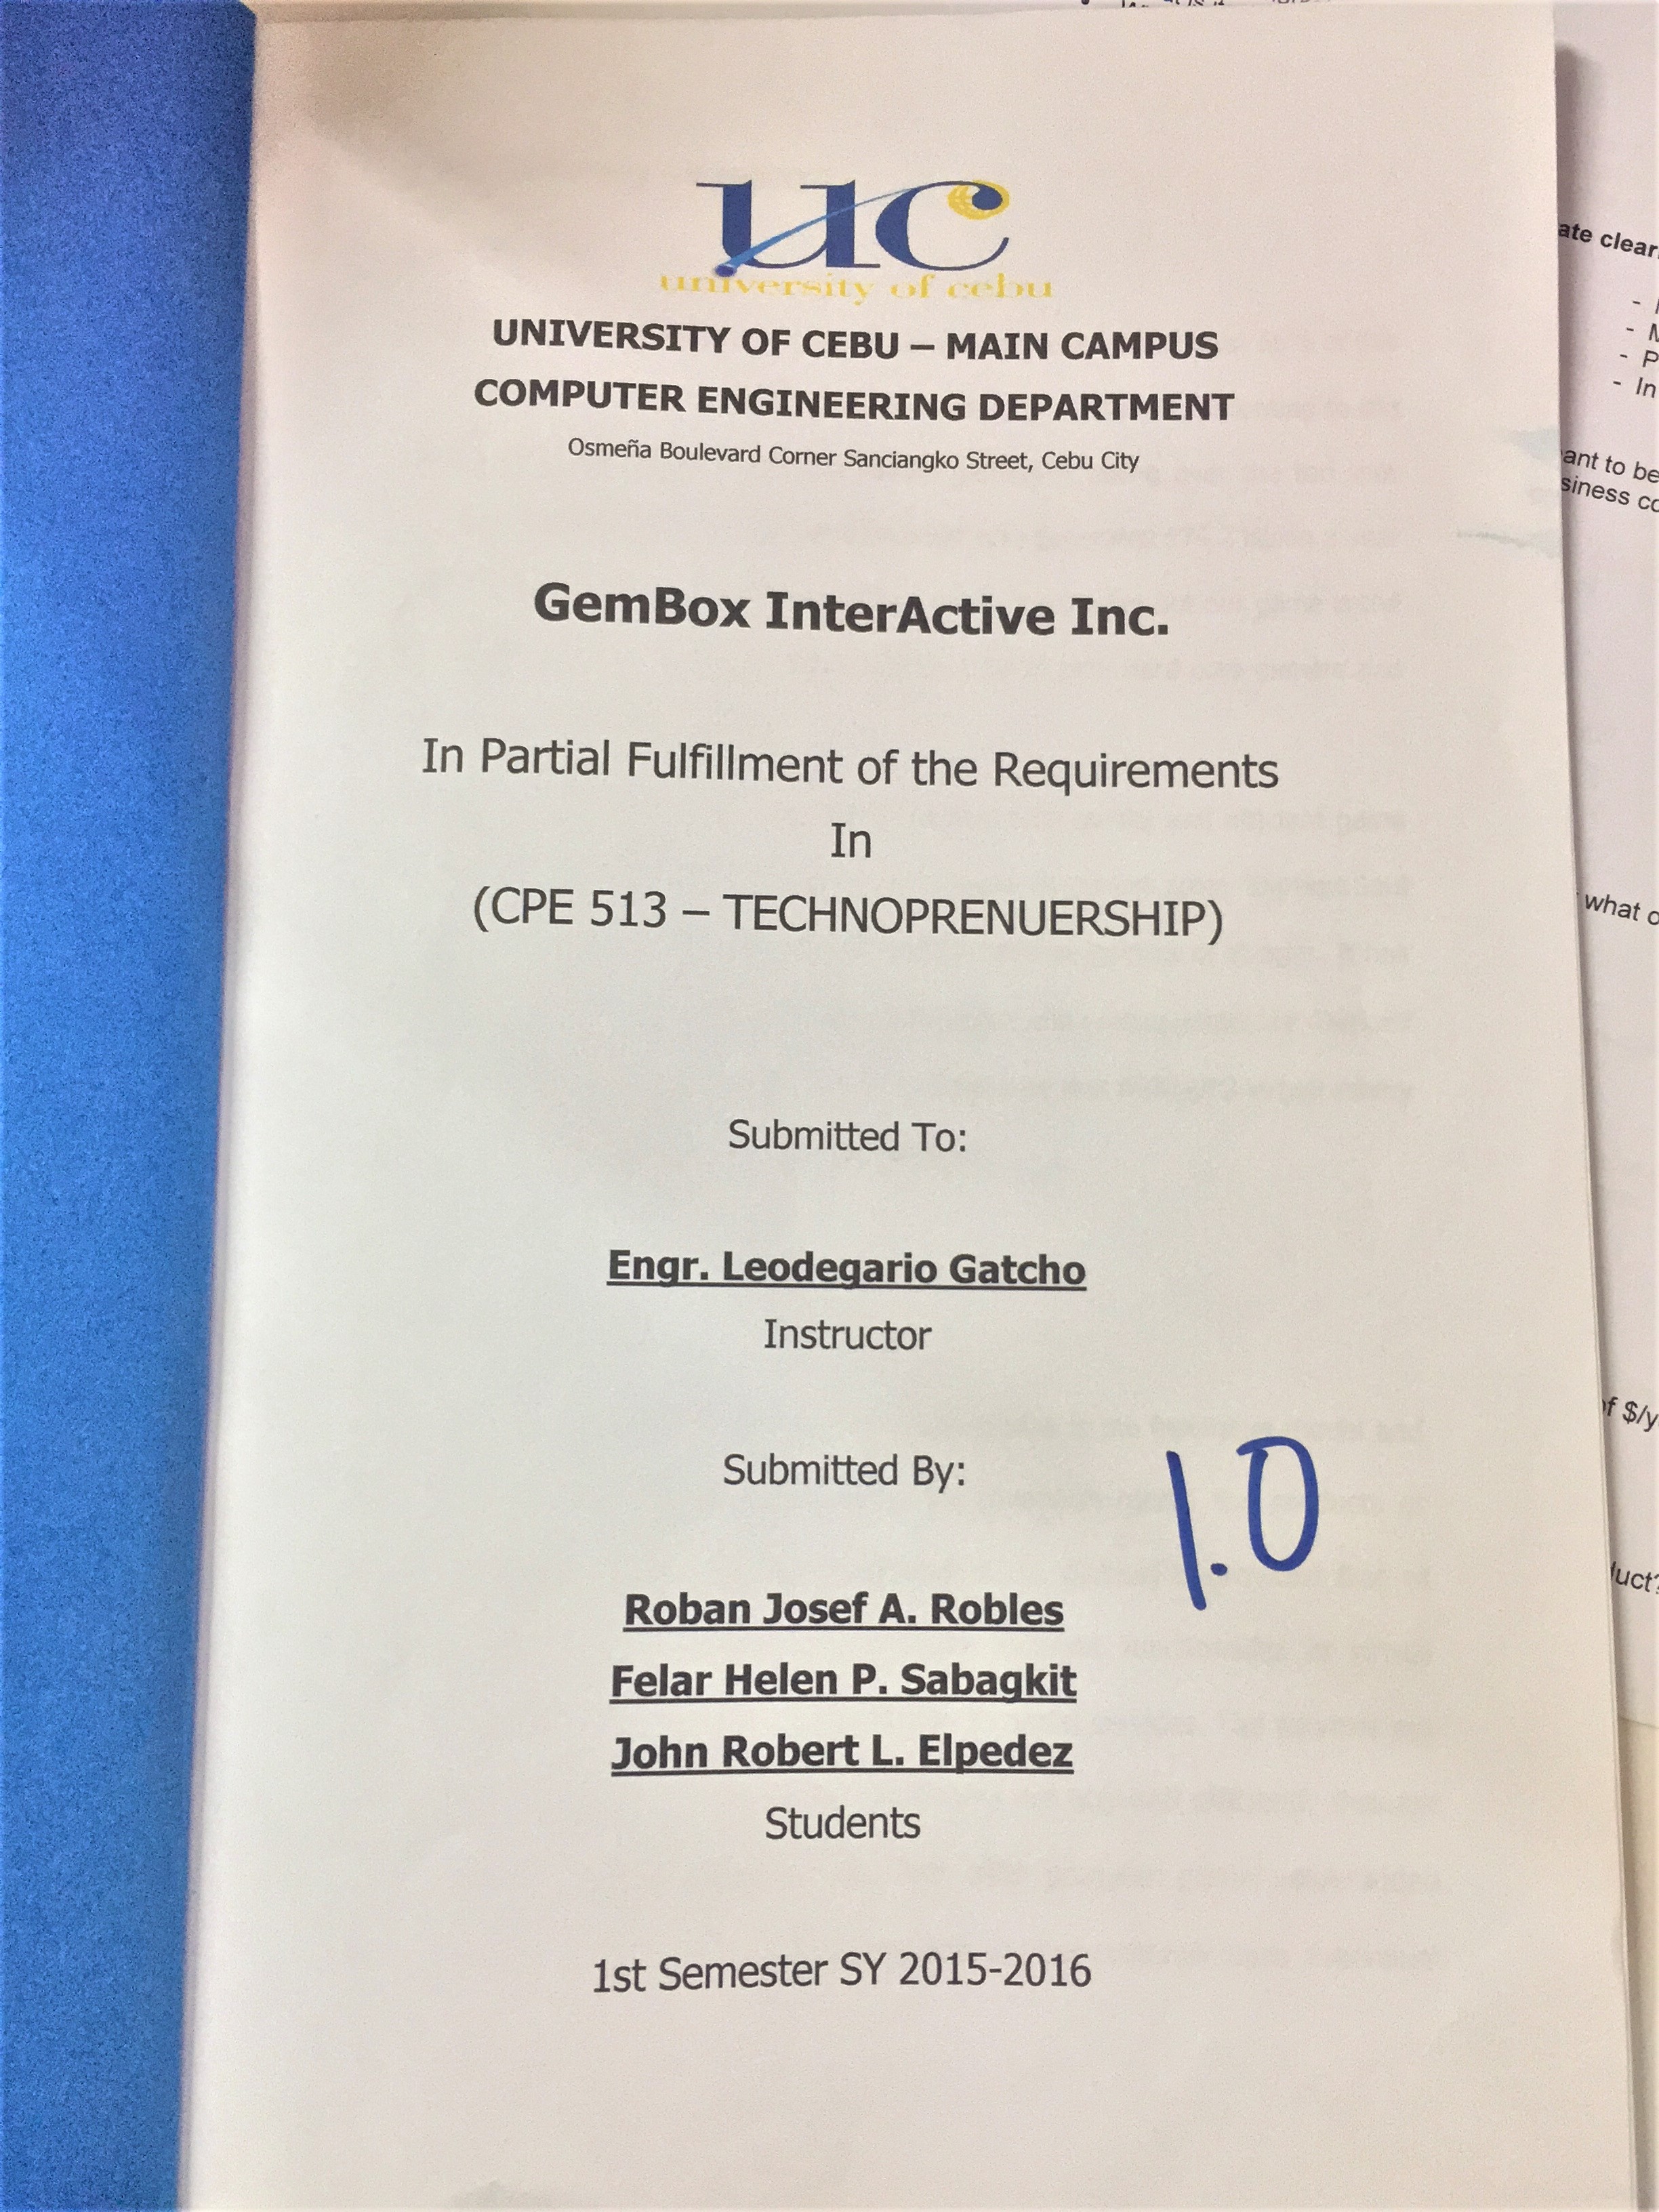 uc
university of cebu
UNIVERSITY OF CEBU – MAIN CAMPUS
COMPUTER ENGINEERING DEPARTMENT
Osmeña Boulevard Corner Sanciangko Street, Cebu City
GemBox InterActive Inc.
In Partial Fulfillment of the Requirements
In
(CPE 513 – TECHNOPRENUERSHIP)
Submitted To:
Engr. Leodegario Gatcho
Instructor
Submitted By:
1.0
Roban Josef A. Robles
Felar Helen P. Sabagkit
John Robert L. Elpedez
Students
1st Semester SY 2015-2016
ate clear
- M
- P
- In
ant to be
siness co
what o
of $/y
duct?